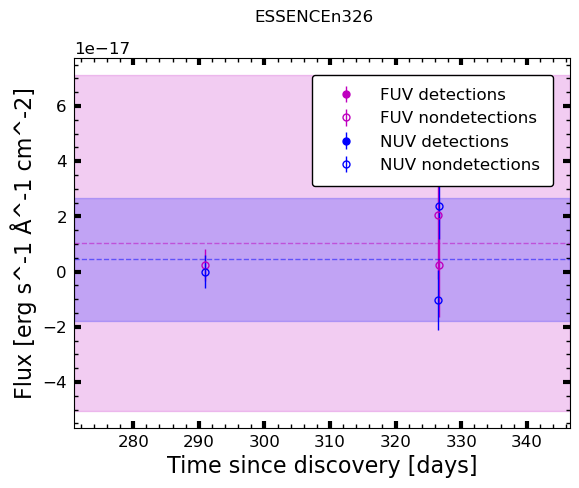 ESSENCEn326
1e−17
FUV detections
FUV nondetections
NUV detections
NUV nondetections
6
4
2
0
−2
−4
Flux [erg s^-1 Å^-1 cm^-2]
280 290 300 310 320 330 340
Time since discovery [days]